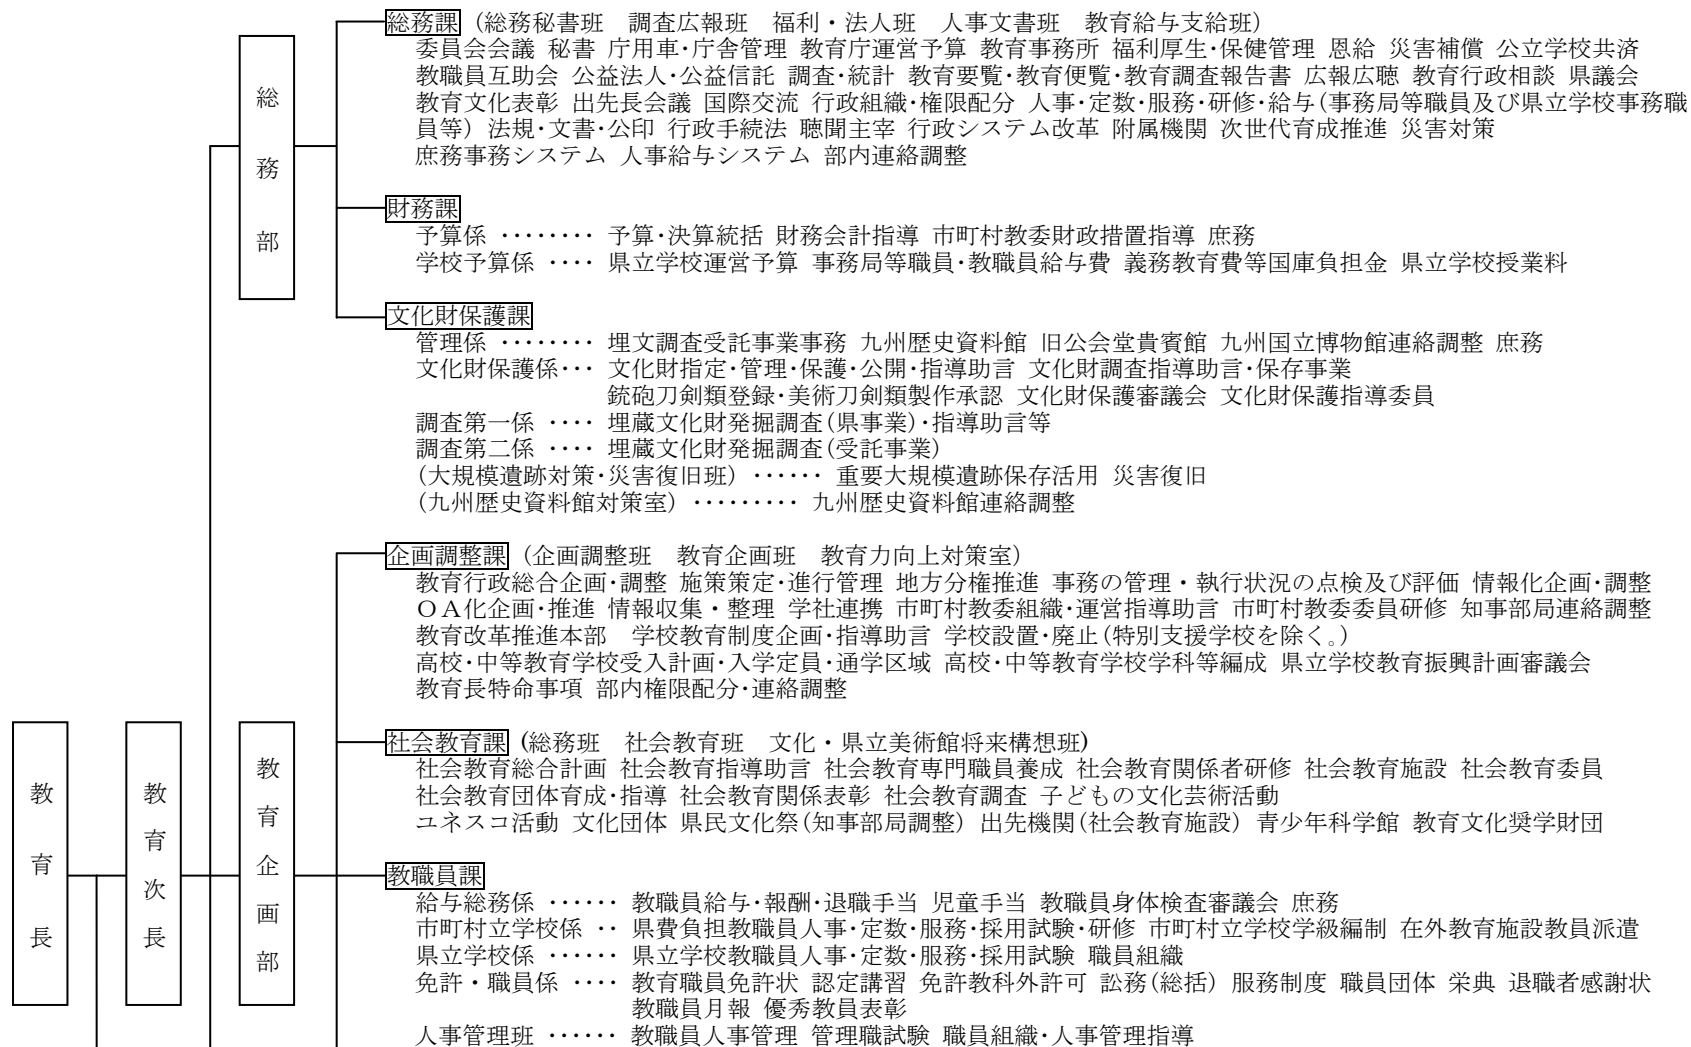 総務部
総務課 (総務秘書班　調査広報班　福利・法人班　人事文書班　教育給与支給班)
委員会会議 秘書 庁用車･庁舎管理 教育庁運営予算 教育事務所 福利厚生･保健管理 恩給 災害補償 公立学校共済
教職員互助会 公益法人･公益信託 調査･統計 教育要覧･教育便覧･教育調査報告書 広報広聴 教育行政相談 県議会
教育文化表彰 出先長会議 国際交流 行政組織･権限配分 人事･定数･服務･研修･給与(事務局等職員及び県立学校事務職
員等) 法規･文書･公印 行政手続法 聴聞主宰 行政システム改革 附属機関 次世代育成推進 災害対策
庶務事務システム 人事給与システム 部内連絡調整
財務課
予算係 ‥‥‥‥ 予算･決算統括 財務会計指導 市町村教委財政措置指導 庶務
学校予算係 ‥‥ 県立学校運営予算 事務局等職員･教職員給与費 義務教育費等国庫負担金 県立学校授業料
文化財保護課
管理係 ‥‥‥‥ 埋文調査受託事業事務 九州歴史資料館 旧公会堂貴賓館 九州国立博物館連絡調整 庶務
文化財保護係‥･ 文化財指定･管理･保護･公開･指導助言 文化財調査指導助言･保存事業
銃砲刀剣類登録･美術刀剣類製作承認 文化財保護審議会 文化財保護指導委員
調査第一係 ‥‥ 埋蔵文化財発掘調査(県事業)･指導助言等
調査第二係 ‥‥ 埋蔵文化財発掘調査(受託事業)
(大規模遺跡対策･災害復旧班) ‥‥‥ 重要大規模遺跡保存活用 災害復旧
(九州歴史資料館対策室) ‥‥‥‥･ 九州歴史資料館連絡調整
教育長
教育次長
教育企画部
企画調整課 (企画調整班　教育企画班　教育力向上対策室)
教育行政総合企画･調整 施策策定･進行管理 地方分権推進 事務の管理・執行状況の点検及び評価 情報化企画･調整
ＯＡ化企画･推進 情報収集・整理 学社連携 市町村教委組織･運営指導助言 市町村教委委員研修 知事部局連絡調整
教育改革推進本部　学校教育制度企画･指導助言 学校設置･廃止(特別支援学校を除く。)
高校･中等教育学校受入計画･入学定員･通学区域 高校･中等教育学校学科等編成 県立学校教育振興計画審議会
教育長特命事項 部内権限配分･連絡調整
社会教育課 (総務班　社会教育班　文化・県立美術館将来構想班)
社会教育総合計画 社会教育指導助言 社会教育専門職員養成 社会教育関係者研修 社会教育施設 社会教育委員
社会教育団体育成･指導 社会教育関係表彰 社会教育調査 子どもの文化芸術活動
ユネスコ活動 文化団体 県民文化祭(知事部局調整) 出先機関(社会教育施設) 青少年科学館 教育文化奨学財団
教職員課
給与総務係 ‥‥‥ 教職員給与･報酬･退職手当 児童手当 教職員身体検査審議会 庶務
市町村立学校係 ‥ 県費負担教職員人事･定数･服務･採用試験･研修 市町村立学校学級編制 在外教育施設教員派遣
県立学校係 ‥‥‥ 県立学校教職員人事･定数･服務･採用試験 職員組織
免許・職員係 ‥‥ 教育職員免許状 認定講習 免許教科外許可 訟務(総括) 服務制度 職員団体 栄典 退職者感謝状
教職員月報 優秀教員表彰
人事管理班 ‥‥‥ 教職員人事管理 管理職試験 職員組織･人事管理指導